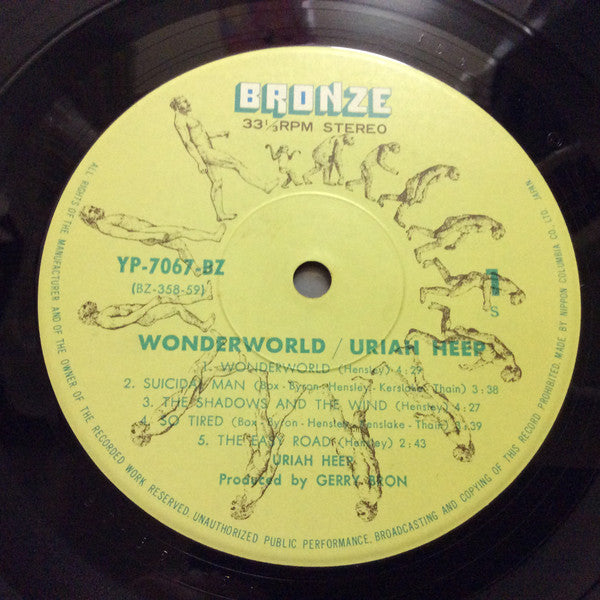 BRONZE
33⅓RPM STEREO
YP-7067-BZ
(BZ-358-59)
1
S
WONDERWORLD / URIAH HEEP
1. WONDERWORLD (Hensley) 4:29
2. SUICIDAL MAN (Box - Byron - Hensley - Kerslake - Thain) 3:38
3. THE SHADOWS AND THE WIND (Hensley) 4:27
4. SO TIRED (Box - Byron - Hensley - Kenslake - Thain) 3:39
5. THE EASY ROAD (Hensley) 2:43
URIAH HEEP
Produced by GERRY BRON
ALL RIGHTS OF THE MANUFACTURER AND OF THE OWNER OF THE RECORDED WORK RESERVED. UNAUTHORIZED PUBLIC PERFORMANCE, BROADCASTING AND COPYING OF THIS RECORD PROHIBITED. MADE BY NIPPON COLUMBIA CO., LTD. JAPAN.